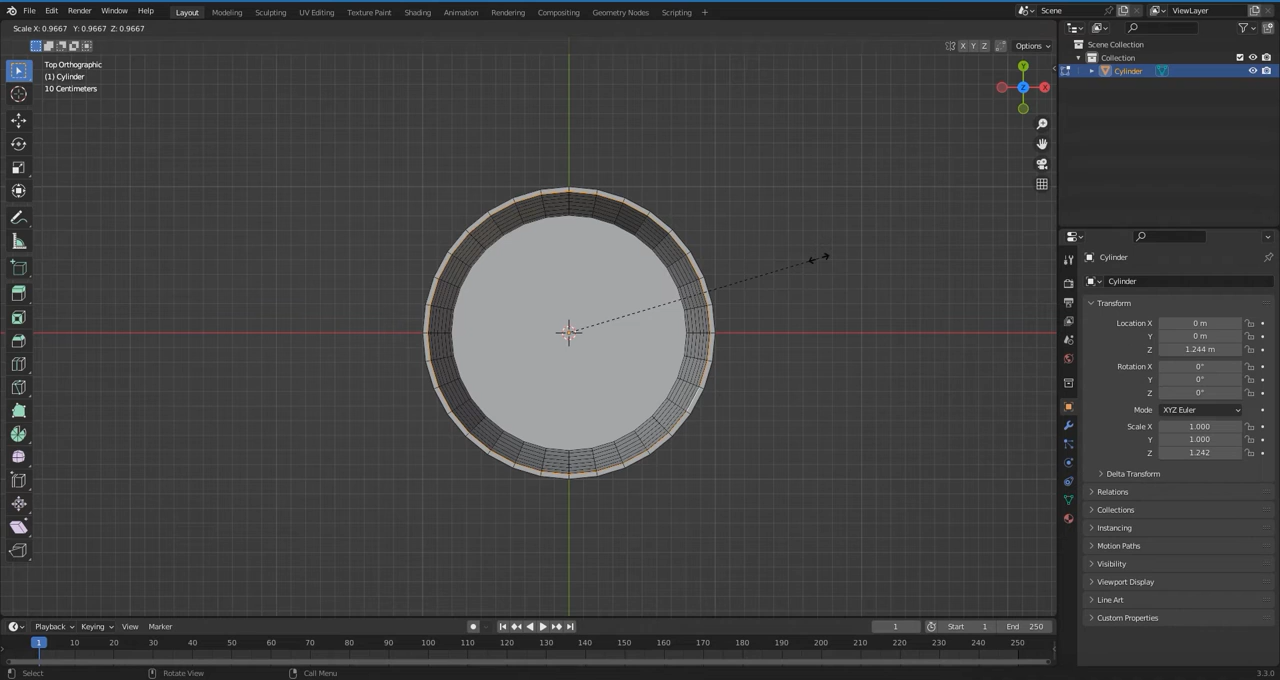 File Edit Render Window Help Layout Modeling Sculpting UV Editing Texture Paint Shading Animation Rendering Compositing Geometry Nodes Scripting + Scene ViewLayer
Scale X: 0.9667 Y: 0.9667 Z: 0.9667
X Y Z Options
Top Orthographic
(1) Cylinder
10 Centimeters
Y
Z
X
Scene Collection
Collection
Cylinder
Cylinder
Cylinder
Transform
Location X 0 m
Y 0 m
Z 1.244 m
Rotation X 0°
Y 0°
Z 0°
Mode XYZ Euler
Scale X 1.000
Y 1.000
Z 1.242
Delta Transform
Relations
Collections
Instancing
Motion Paths
Visibility
Viewport Display
Line Art
Custom Properties
Playback Keying View Marker 1 Start 1 End 250
1 10 20 30 40 50 60 70 80 90 100 110 120 130 140 150 160 170 180 190 200 210 220 230 240 250
Select Rotate View Call Menu 3.3.0